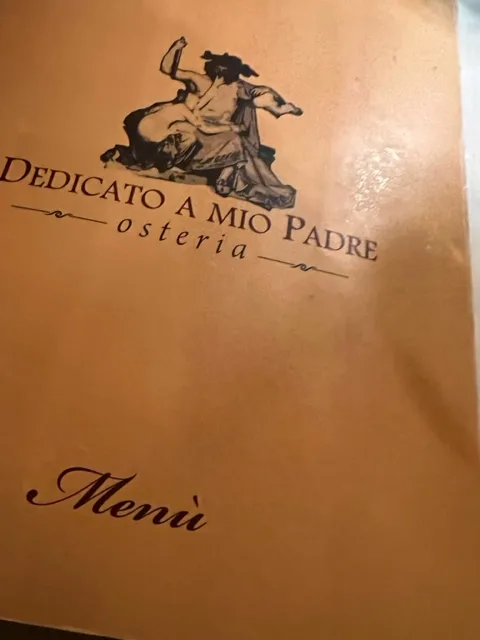 DEDICATO A MIO PADRE
osteria
Menù